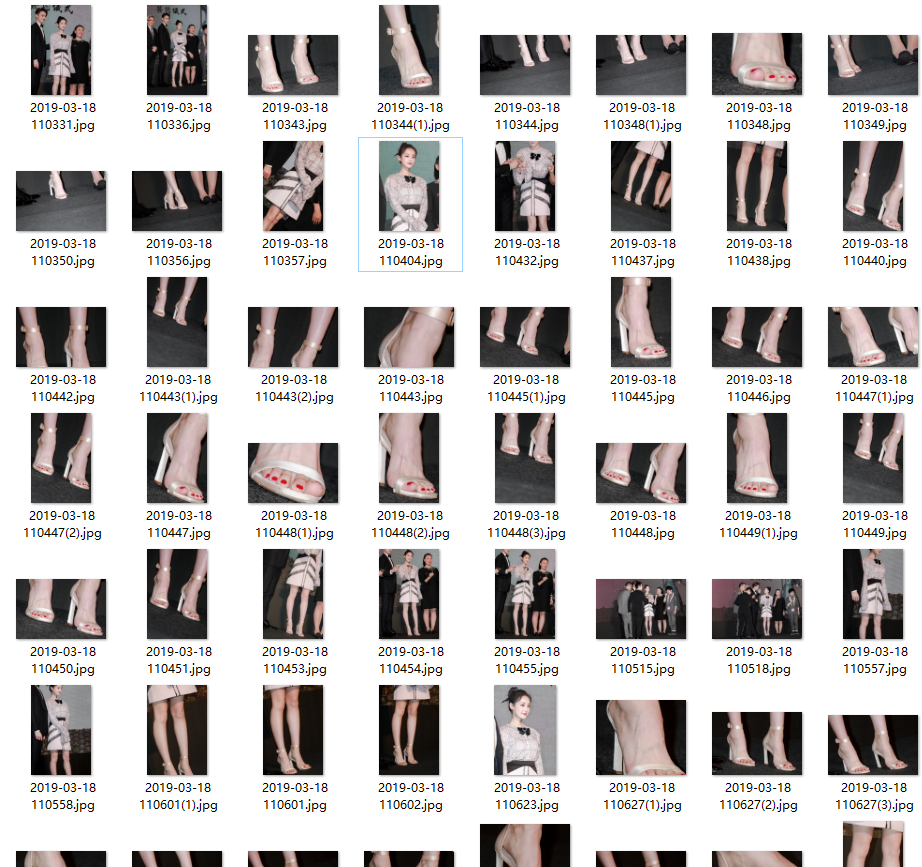 2019-03-18
110331.jpg
2019-03-18
110336.jpg
2019-03-18
110343.jpg
2019-03-18
110344(1).jpg
2019-03-18
110344.jpg
2019-03-18
110348(1).jpg
2019-03-18
110348.jpg
2019-03-18
110349.jpg
2019-03-18
110350.jpg
2019-03-18
110356.jpg
2019-03-18
110357.jpg
2019-03-18
110404.jpg
2019-03-18
110432.jpg
2019-03-18
110437.jpg
2019-03-18
110438.jpg
2019-03-18
110440.jpg
2019-03-18
110442.jpg
2019-03-18
110443(1).jpg
2019-03-18
110443(2).jpg
2019-03-18
110443.jpg
2019-03-18
110445(1).jpg
2019-03-18
110445.jpg
2019-03-18
110446.jpg
2019-03-18
110447(1).jpg
2019-03-18
110447(2).jpg
2019-03-18
110447.jpg
2019-03-18
110448(1).jpg
2019-03-18
110448(2).jpg
2019-03-18
110448(3).jpg
2019-03-18
110448.jpg
2019-03-18
110449(1).jpg
2019-03-18
110449.jpg
2019-03-18
110450.jpg
2019-03-18
110451.jpg
2019-03-18
110453.jpg
2019-03-18
110454.jpg
2019-03-18
110455.jpg
2019-03-18
110515.jpg
2019-03-18
110518.jpg
2019-03-18
110557.jpg
2019-03-18
110558.jpg
2019-03-18
110601(1).jpg
2019-03-18
110601.jpg
2019-03-18
110602.jpg
2019-03-18
110623.jpg
2019-03-18
110627(1).jpg
2019-03-18
110627(2).jpg
2019-03-18
110627(3).jpg